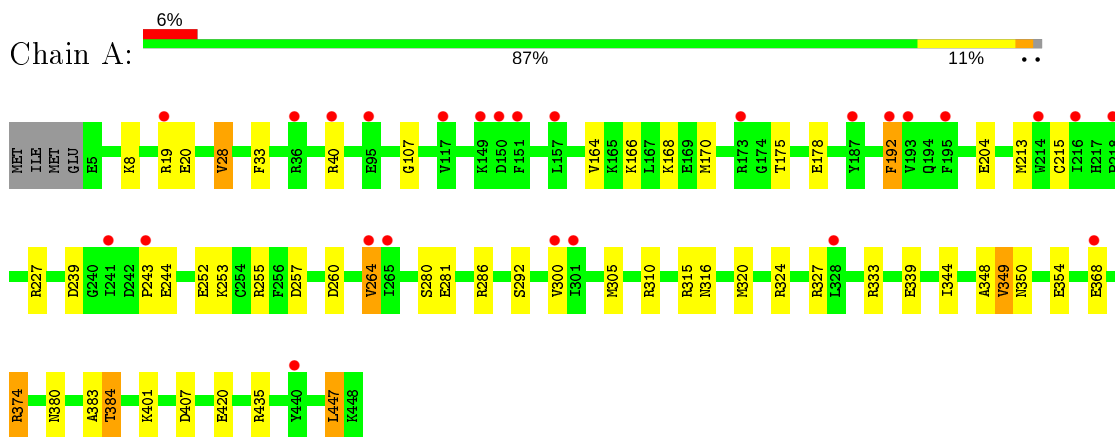 6%
Chain A:
87% 11% . .
MET ILE MET GLU E5 K8 R19 E20 V28 F33 R36 R40 E95 G107 V117 K149 D150 F151 L157 V164 K165 K166 L167 K168 E169 M170 R173 G174 T175 E178 Y187 F192 V193 Q194 F195 E204 M213 W214 C215 I216 H217
R227 D239 G240 I241 D242 P243 E244 E252 K253 C254 R255 F256 D257 D260 V264 I265 S280 E281 R286 S292 V300 I301 M305 R310 R315 N316 M320 R324 R327 L328 R333 E339 I344 A348 V349 N350 E354 E368
R374 N380 A383 T384 K401 D407 E420 R435 Y440 L447 K448